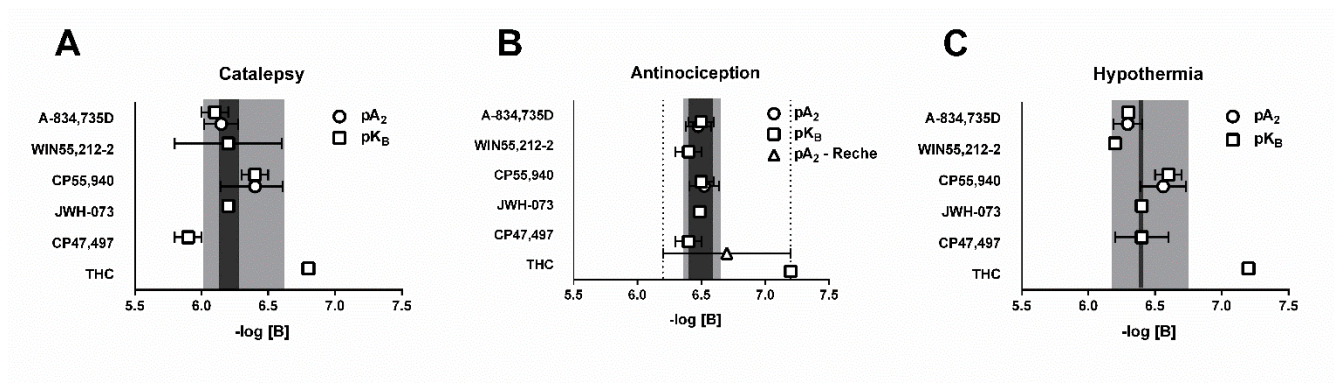 A
Catalepsy
A-834,735D
WIN55,212-2
CP55,940
JWH-073
CP47,497
THC
pA2
pKB
5.5 6.0 6.5 7.0 7.5
-log [B]
B
Antinociception
A-834,735D
WIN55,212-2
CP55,940
JWH-073
CP47,497
THC
pA2
pKB
pA2 - Reche
5.5 6.0 6.5 7.0 7.5
-log [B]
C
Hypothermia
A-834,735D
WIN55,212-2
CP55,940
JWH-073
CP47,497
THC
pA2
pKB
5.5 6.0 6.5 7.0 7.5
-log [B]